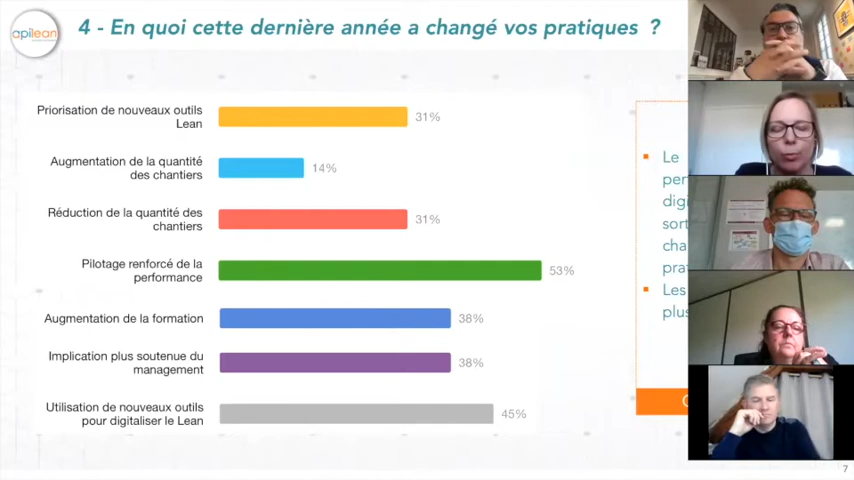 apilean
4 - En quoi cette dernière année a changé vos pratiques ?
Priorisation de nouveaux outils
Lean
31%
Augmentation de la quantité
des chantiers
14%
Réduction de la quantité des
chantiers
31%
Pilotage renforcé de la
performance
53%
Augmentation de la formation
38%
Implication plus soutenue du
management
38%
Utilisation de nouveaux outils
pour digitaliser le Lean
45%
Le
per
digi
sort
cha
prat
Les
plus
7